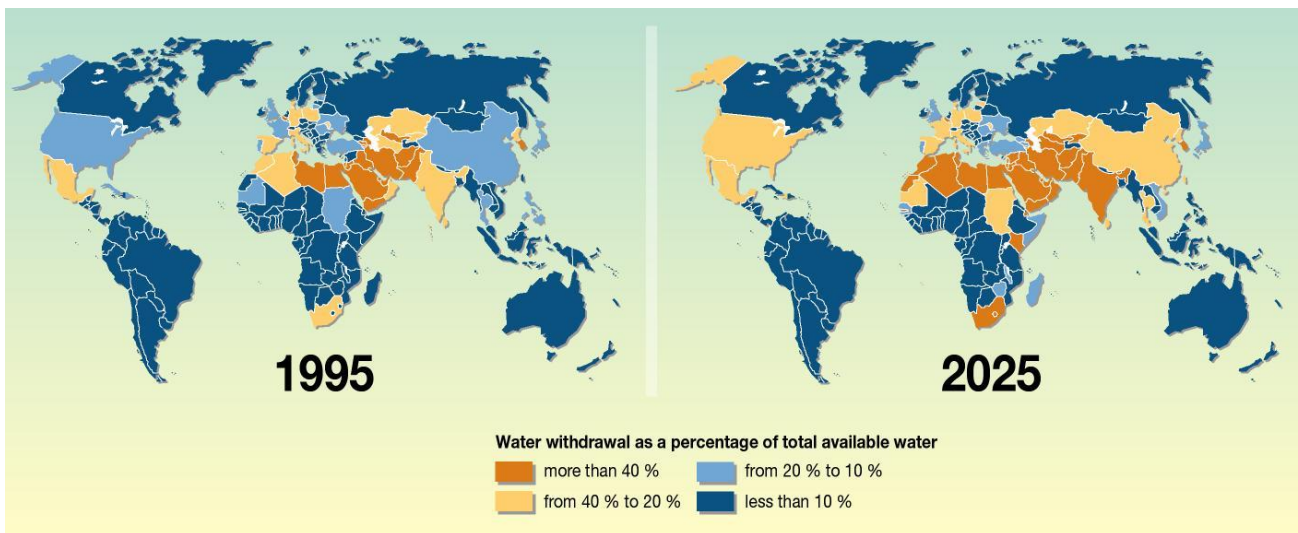 1995
2025
Water withdrawal as a percentage of total available water
more than 40 %
from 20 % to 10 %
from 40 % to 20 %
less than 10 %